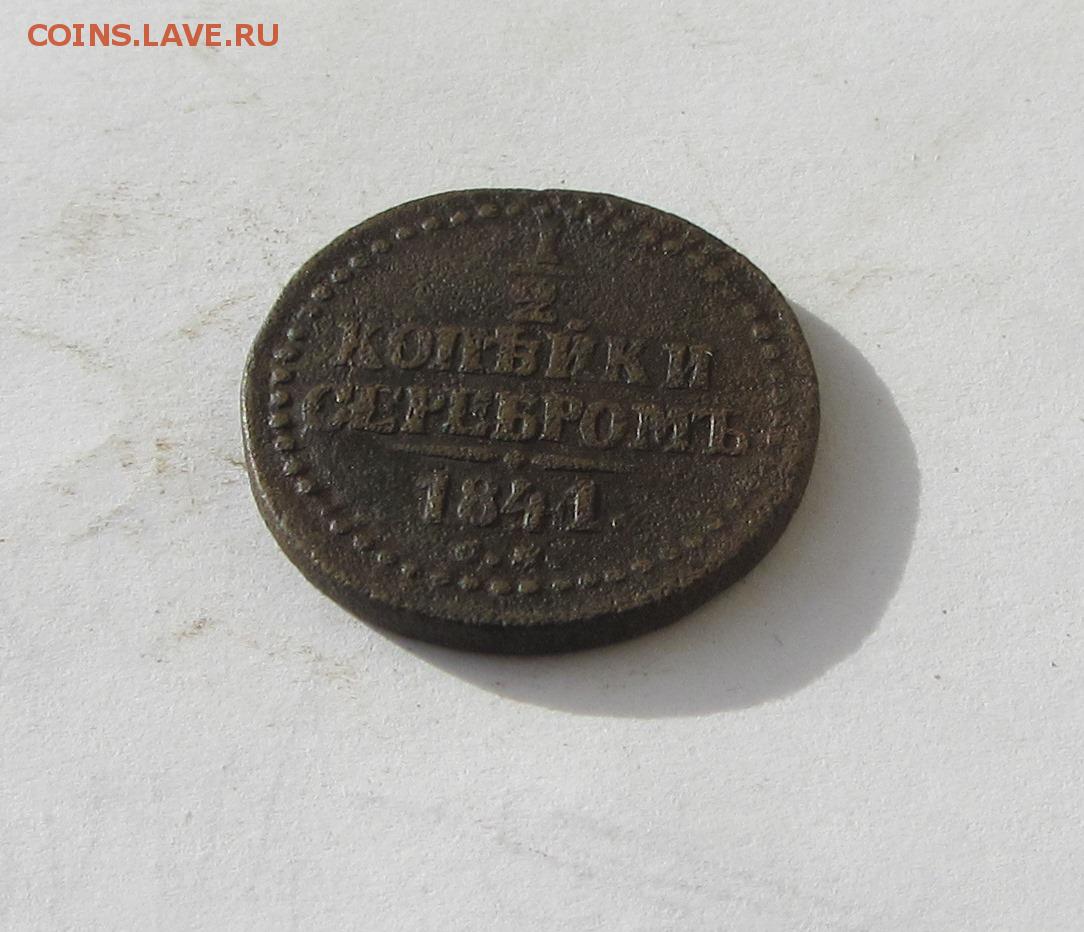 COINS.LAVE.RU
1
2
КОПѢЙКИ
СЕРЕБРОМЪ
1841.